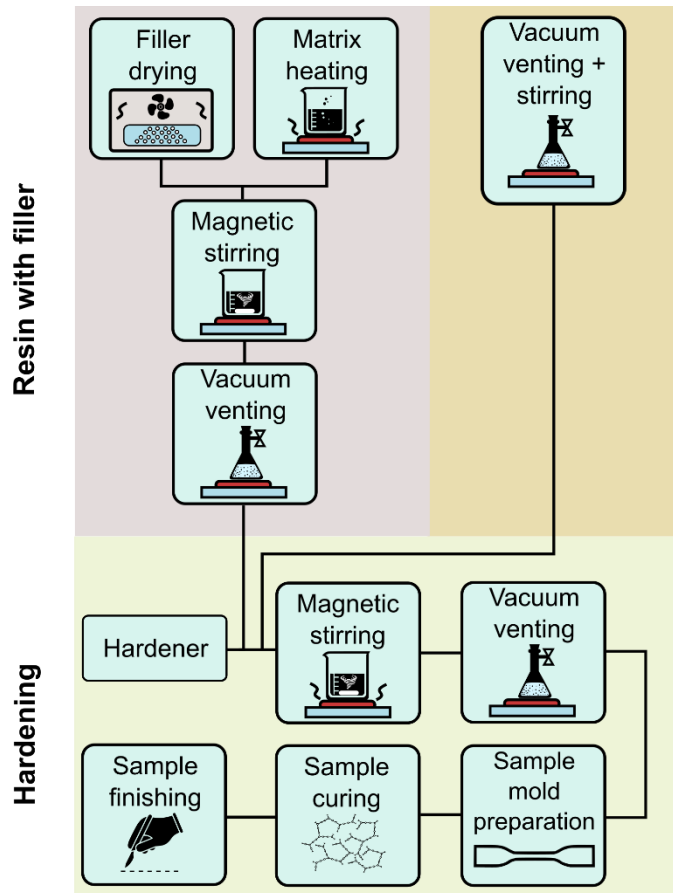 Resin with filler
Filler
drying
Matrix
heating
Vacuum
venting +
stirring
Magnetic
stirring
Vacuum
venting
Hardening
Hardener
Magnetic
stirring
Vacuum
venting
Sample
finishing
Sample
curing
Sample
mold
preparation